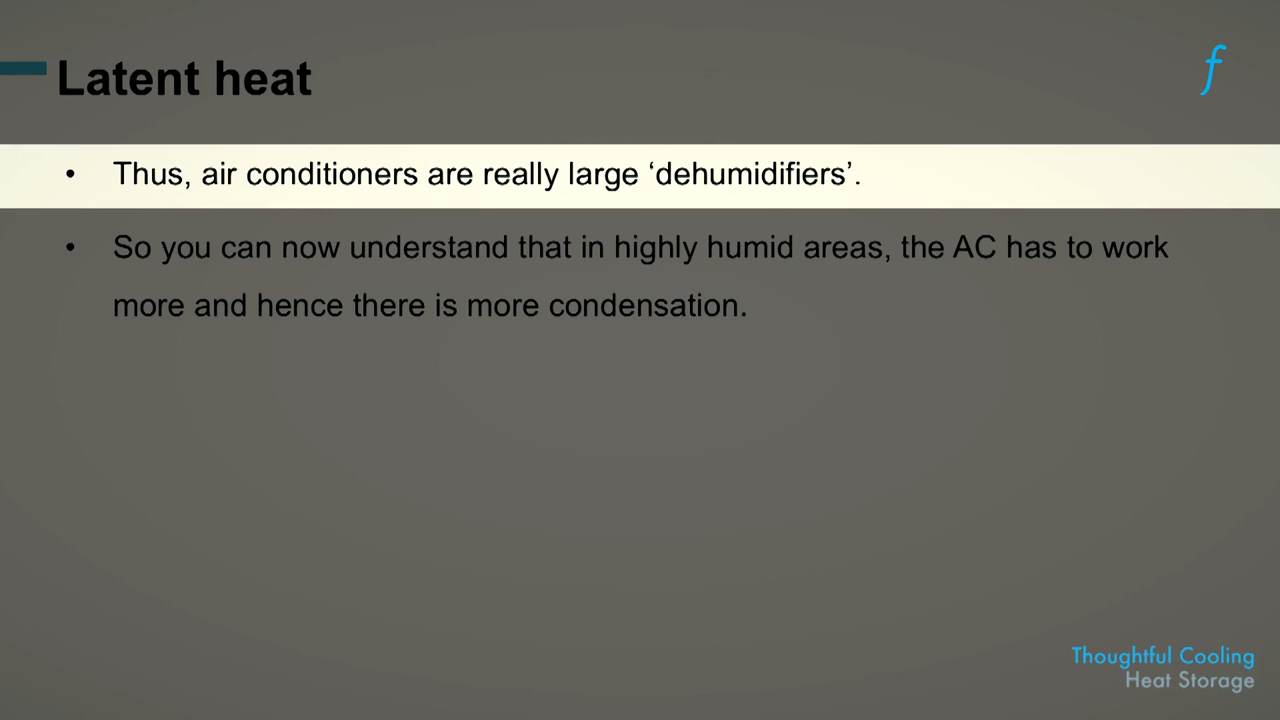 Latent heat
f
• Thus, air conditioners are really large ‘dehumidifiers’.
• So you can now understand that in highly humid areas, the AC has to work
more and hence there is more condensation.
Thoughtful Cooling
Heat Storage